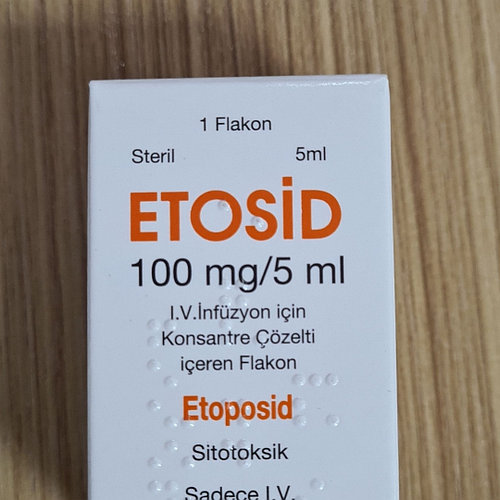 1 Flakon
Steril 5ml
ETOSİD
100 mg/5 ml
I.V.İnfüzyon için
Konsantre Çözelti
içeren Flakon
Etoposid
Sitotoksik
Sadece I.V.